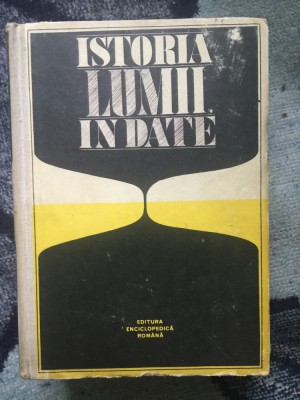 ISTORIA
LUMII
IN DATE
EDITURA
ENCICLOPEDICĂ
ROMÂNĂ